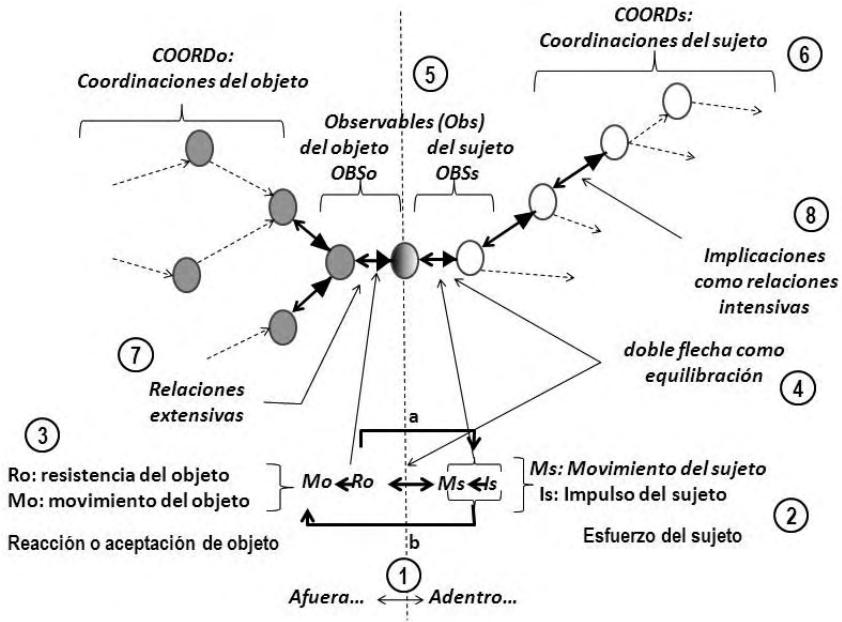 COORDo:
Coordinaciones del objeto
COORDs:
Coordinaciones del sujeto
6
5
Observables (Obs)
del objeto del sujeto
OBSo OBSs
8
Implicaciones
como relaciones
intensivas
7
Relaciones
extensivas
doble flecha como
equilibración
4
a
3
Ro: resistencia del objeto
Mo: movimiento del objeto
Mo Ro Ms Is
Ms: Movimiento del sujeto
Is: Impulso del sujeto
2
Reacción o aceptación de objeto
b
Esfuerzo del sujeto
1
Afuera... Adentro...